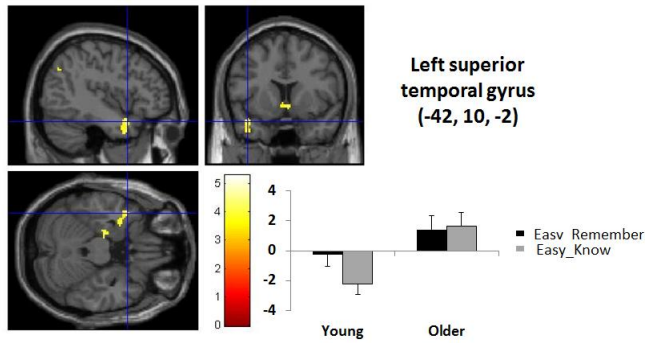 Left superior
temporal gyrus
(-42, 10, -2)
5
4
3
2
1
0
4
2
0
-2
-4
Young Older
Easy_Remember
Easy_Know